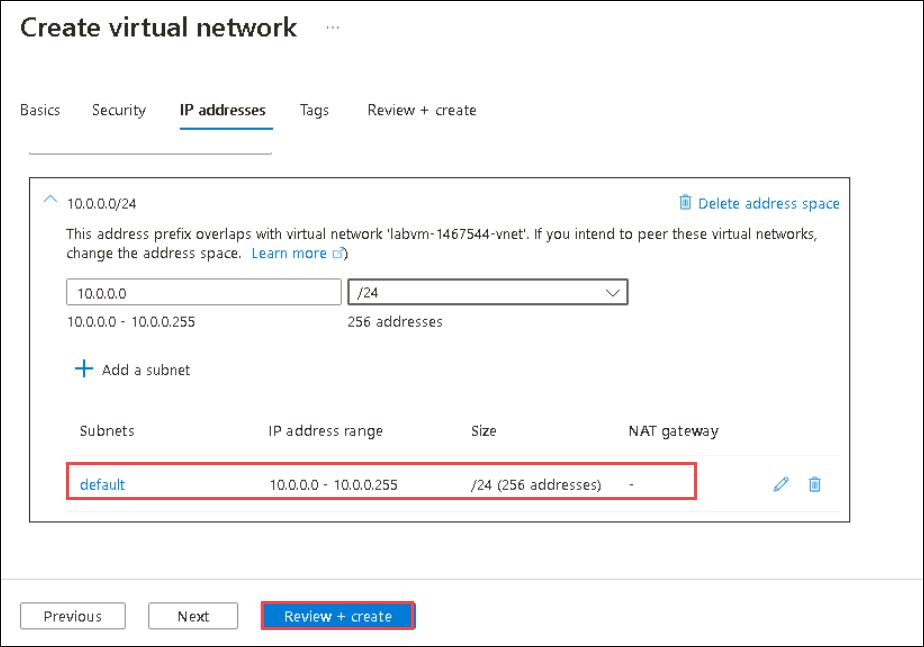 Create virtual network ...
Basics Security IP addresses Tags Review + create
10.0.0.0/24 Delete address space
This address prefix overlaps with virtual network 'labvm-1467544-vnet'. If you intend to peer these virtual networks,
change the address space. Learn more )
10.0.0.0 /24
10.0.0.0 - 10.0.0.255 256 addresses
+ Add a subnet
Subnets IP address range Size NAT gateway
default 10.0.0.0 - 10.0.0.255 /24 (256 addresses) -
Previous Next Review + create